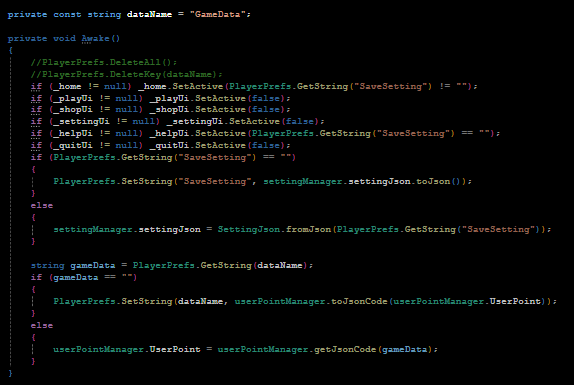 private const string dataName = "GameData";
private void Awake()
{
//PlayerPrefs.DeleteAll();
//PlayerPrefs.DeleteKey(dataName);
if (_home != null) _home.SetActive(PlayerPrefs.GetString("SaveSetting") != "");
if (_playUi != null) _playUi.SetActive(false);
if (_shopUi != null) _shopUi.SetActive(false);
if (_settingUi != null) _settingUi.SetActive(false);
if (_helpUi != null) _helpUi.SetActive(PlayerPrefs.GetString("SaveSetting") == "");
if (_quitUi != null) _quitUi.SetActive(false);
if (PlayerPrefs.GetString("SaveSetting") == "")
{
PlayerPrefs.SetString("SaveSetting", settingManager.settingJson.toJson());
}
else
{
settingManager.settingJson = SettingJson.fromJson(PlayerPrefs.GetString("SaveSetting"));
}
string gameData = PlayerPrefs.GetString(dataName);
if (gameData == "")
{
PlayerPrefs.SetString(dataName, userPointManager.toJsonCode(userPointManager.UserPoint));
}
else
{
userPointManager.UserPoint = userPointManager.getJsonCode(gameData);
}
}